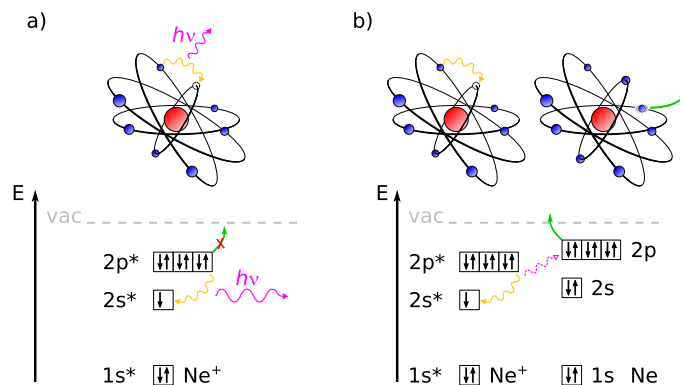 a)
b)
hν
E
vac
2p*
X
2s*
hν
1s*
Ne⁺
E
vac
2p*
2p
2s*
2s
1s*
Ne⁺
1s
Ne